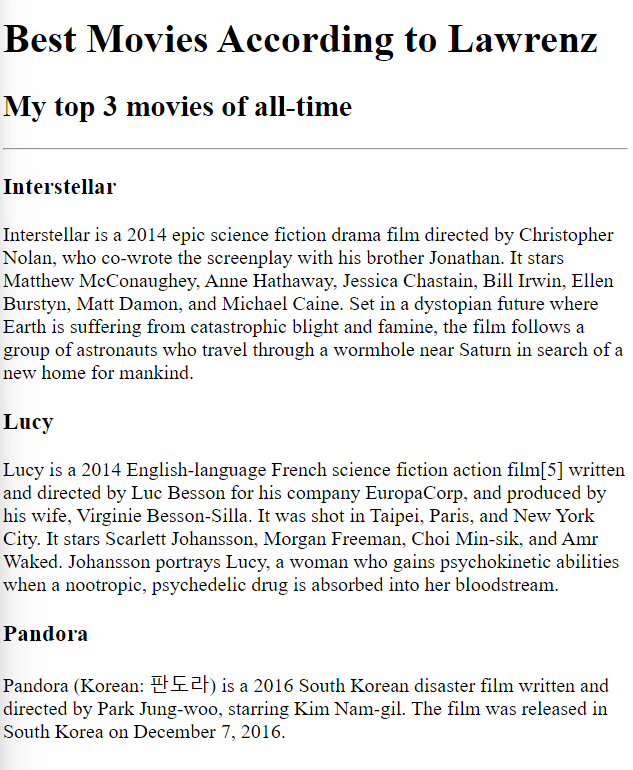 Best Movies According to Lawrenz
My top 3 movies of all-time
Interstellar
Interstellar is a 2014 epic science fiction drama film directed by Christopher
Nolan, who co-wrote the screenplay with his brother Jonathan. It stars
Matthew McConaughey, Anne Hathaway, Jessica Chastain, Bill Irwin, Ellen
Burstyn, Matt Damon, and Michael Caine. Set in a dystopian future where
Earth is suffering from catastrophic blight and famine, the film follows a
group of astronauts who travel through a wormhole near Saturn in search of a
new home for mankind.
Lucy
Lucy is a 2014 English-language French science fiction action film[5] written
and directed by Luc Besson for his company EuropaCorp, and produced by
his wife, Virginie Besson-Silla. It was shot in Taipei, Paris, and New York
City. It stars Scarlett Johansson, Morgan Freeman, Choi Min-sik, and Amr
Waked. Johansson portrays Lucy, a woman who gains psychokinetic abilities
when a nootropic, psychedelic drug is absorbed into her bloodstream.
Pandora
Pandora (Korean: 판도라) is a 2016 South Korean disaster film written and
directed by Park Jung-woo, starring Kim Nam-gil. The film was released in
South Korea on December 7, 2016.